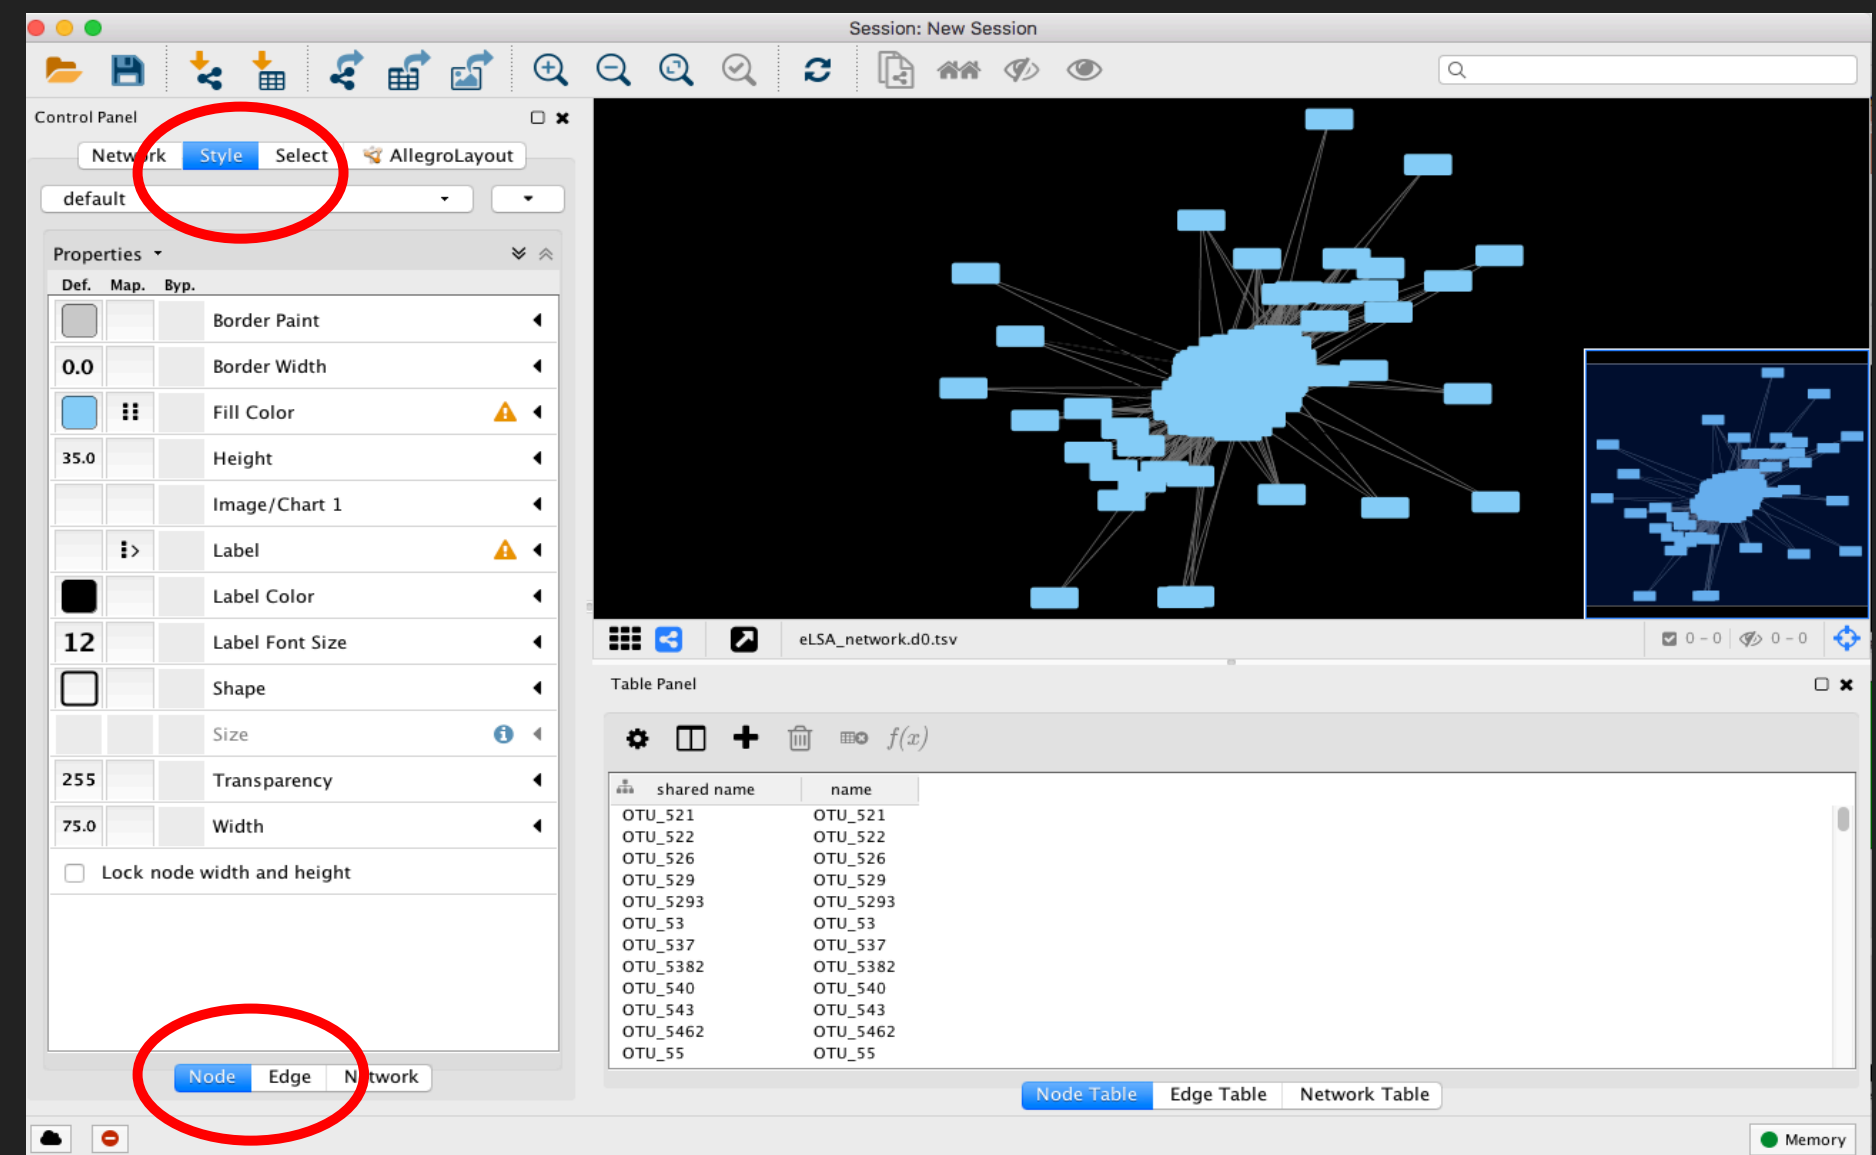 Session: New Session
Control Panel
Network Style Select AllegroLayout
default
Properties
Def. Map. Byp.
Border Paint
0.0 Border Width
Fill Color
35.0 Height
Image/Chart 1
Label
Label Color
12 Label Font Size
Shape
Size
255 Transparency
75.0 Width
Lock node width and height
Node Edge Network
eLSA_network.d0.tsv
0 - 0 0 - 0
Table Panel
f(x)
shared name name
OTU_521 OTU_521
OTU_522 OTU_522
OTU_526 OTU_526
OTU_529 OTU_529
OTU_5293 OTU_5293
OTU_53 OTU_53
OTU_537 OTU_537
OTU_5382 OTU_5382
OTU_540 OTU_540
OTU_543 OTU_543
OTU_5462 OTU_5462
OTU_55 OTU_55
Node Table Edge Table Network Table
Memory